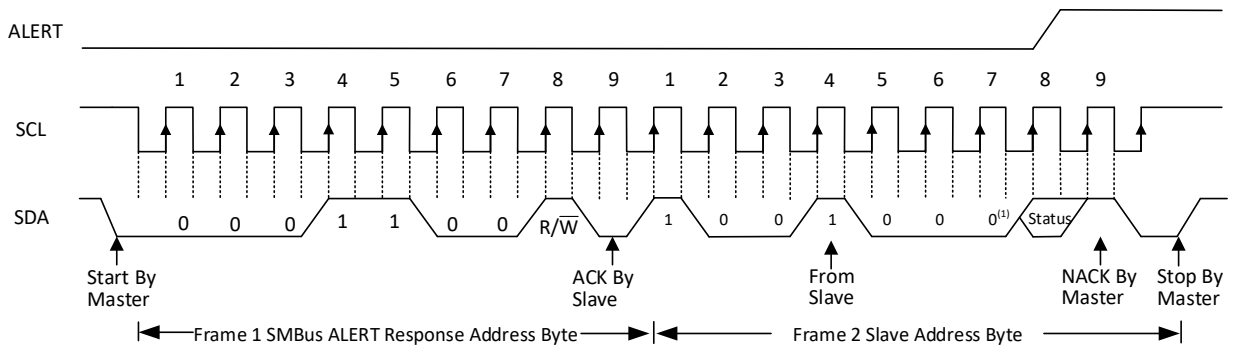 ALERT
1 2 3 4 5 6 7 8 9 1 2 3 4 5 6 7 8 9
SCL
SDA
0 0 0 1 1 0 0 R/W̅ 1 0 0 1 0 0 0⁽¹⁾ Status
Start By
Master
ACK By
Slave
From
Slave
NACK By
Master
Stop By
Master
Frame 1 SMBus ALERT Response Address Byte
Frame 2 Slave Address Byte